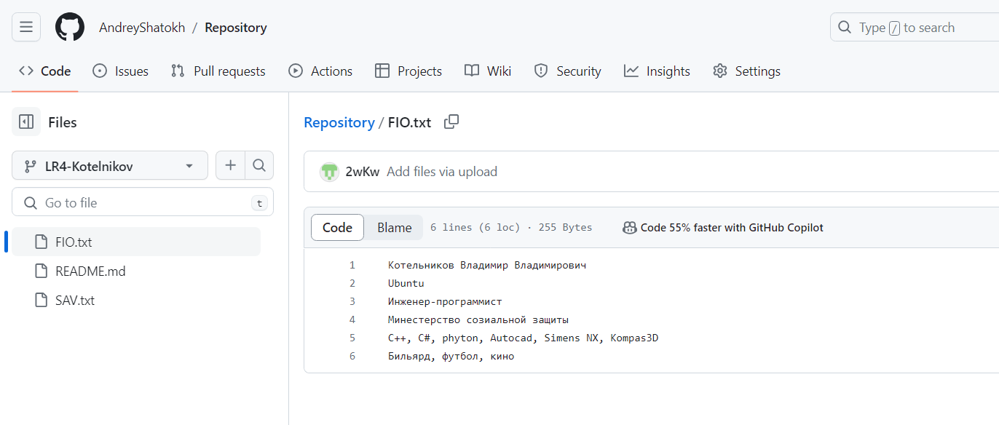 AndreyShatokh / Repository
Type / to search
Code
Issues
Pull requests
Actions
Projects
Wiki
Security
Insights
Settings
Files
LR4-Kotelnikov
Go to file
t
FIO.txt
README.md
SAV.txt
Repository / FIO.txt
2wKw Add files via upload
Code Blame 6 lines (6 loc) · 255 Bytes Code 55% faster with GitHub Copilot
1 Котельников Владимир Владимирович
2 Ubuntu
3 Инженер-программист
4 Минестерство созиальной защиты
5 C++, C#, phyton, Autocad, Simens NX, Kompas3D
6 Бильярд, футбол, кино